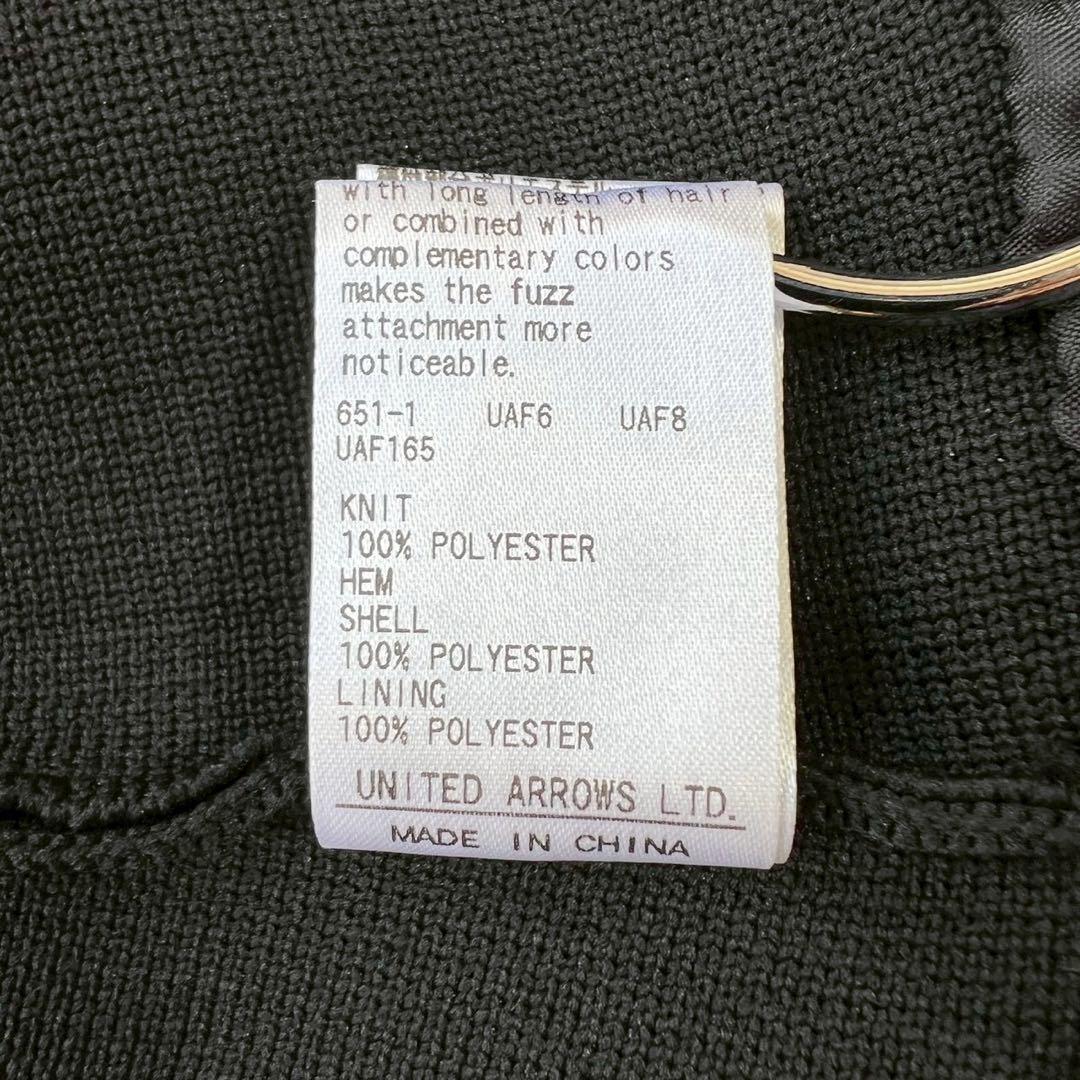 with long length of hair
or combined with
complementary colors
makes the fuzz
attachment more
noticeable.
651-1 UAF6 UAF8
UAF165
KNIT
100% POLYESTER
HEM
SHELL
100% POLYESTER
LINING
100% POLYESTER
UNITED ARROWS LTD.
MADE IN CHINA